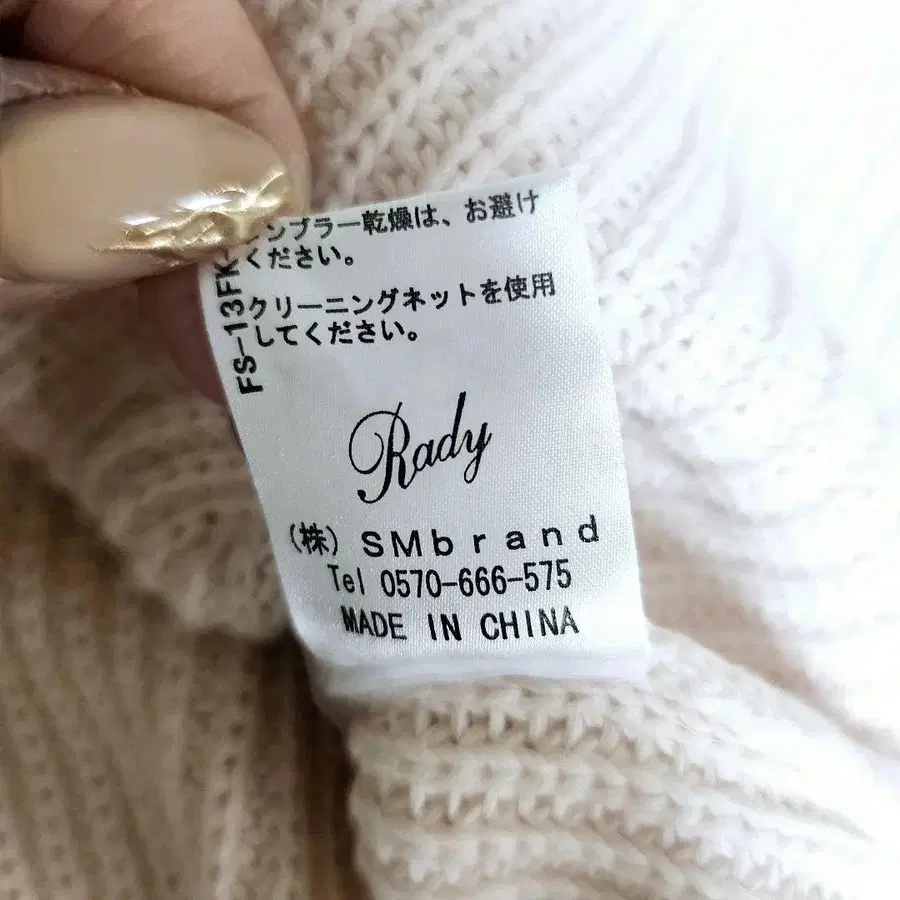 ンブラー乾燥は、お避け
ください。
クリーニングネットを使用
してください。
FS-13FK
Rady
(株) SMbrand
Tel 0570-666-575
MADE IN CHINA